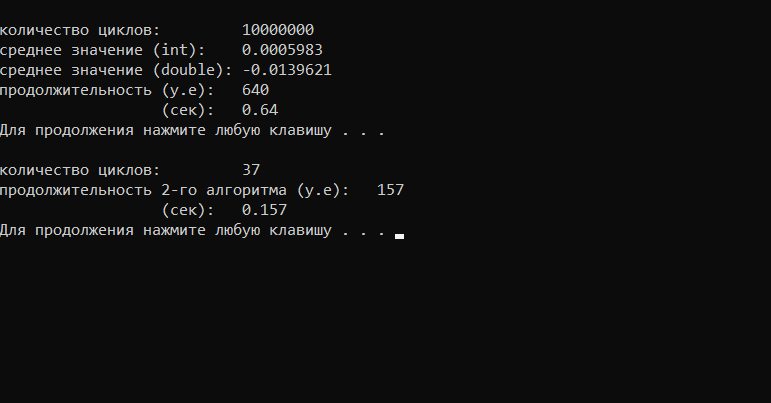 количество циклов: 10000000
среднее значение (int): 0.0005983
среднее значение (double): -0.0139621
продолжительность (у.е): 640
(сек): 0.64
Для продолжения нажмите любую клавишу . . .
количество циклов: 37
продолжительность 2-го алгоритма (у.е): 157
(сек): 0.157
Для продолжения нажмите любую клавишу . . .